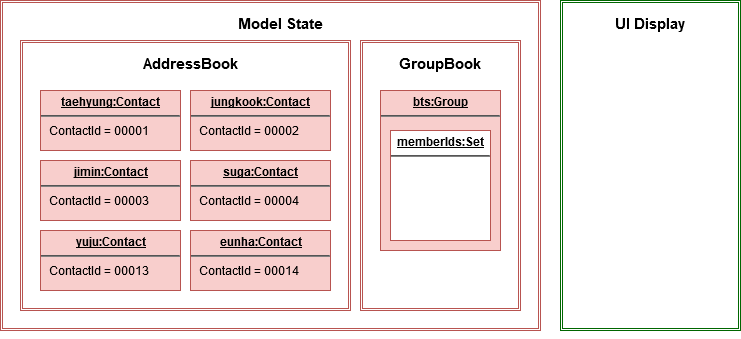 Model State
UI Display
AddressBook
GroupBook
taehyung:Contact
ContactId = 00001
jungkook:Contact
ContactId = 00002
jimin:Contact
ContactId = 00003
suga:Contact
ContactId = 00004
yuju:Contact
ContactId = 00013
eunha:Contact
ContactId = 00014
bts:Group
memberIds:Set